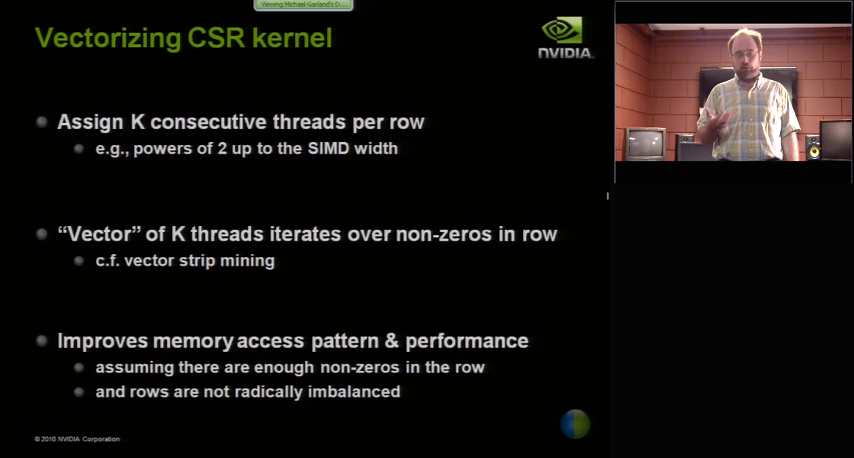 Viewing Michael Garland's D...
Vectorizing CSR kernel
NVIDIA.
Assign K consecutive threads per row
e.g., powers of 2 up to the SIMD width
“Vector” of K threads iterates over non-zeros in row
c.f. vector strip mining
Improves memory access pattern & performance
assuming there are enough non-zeros in the row
and rows are not radically imbalanced
© 2010 NVIDIA Corporation